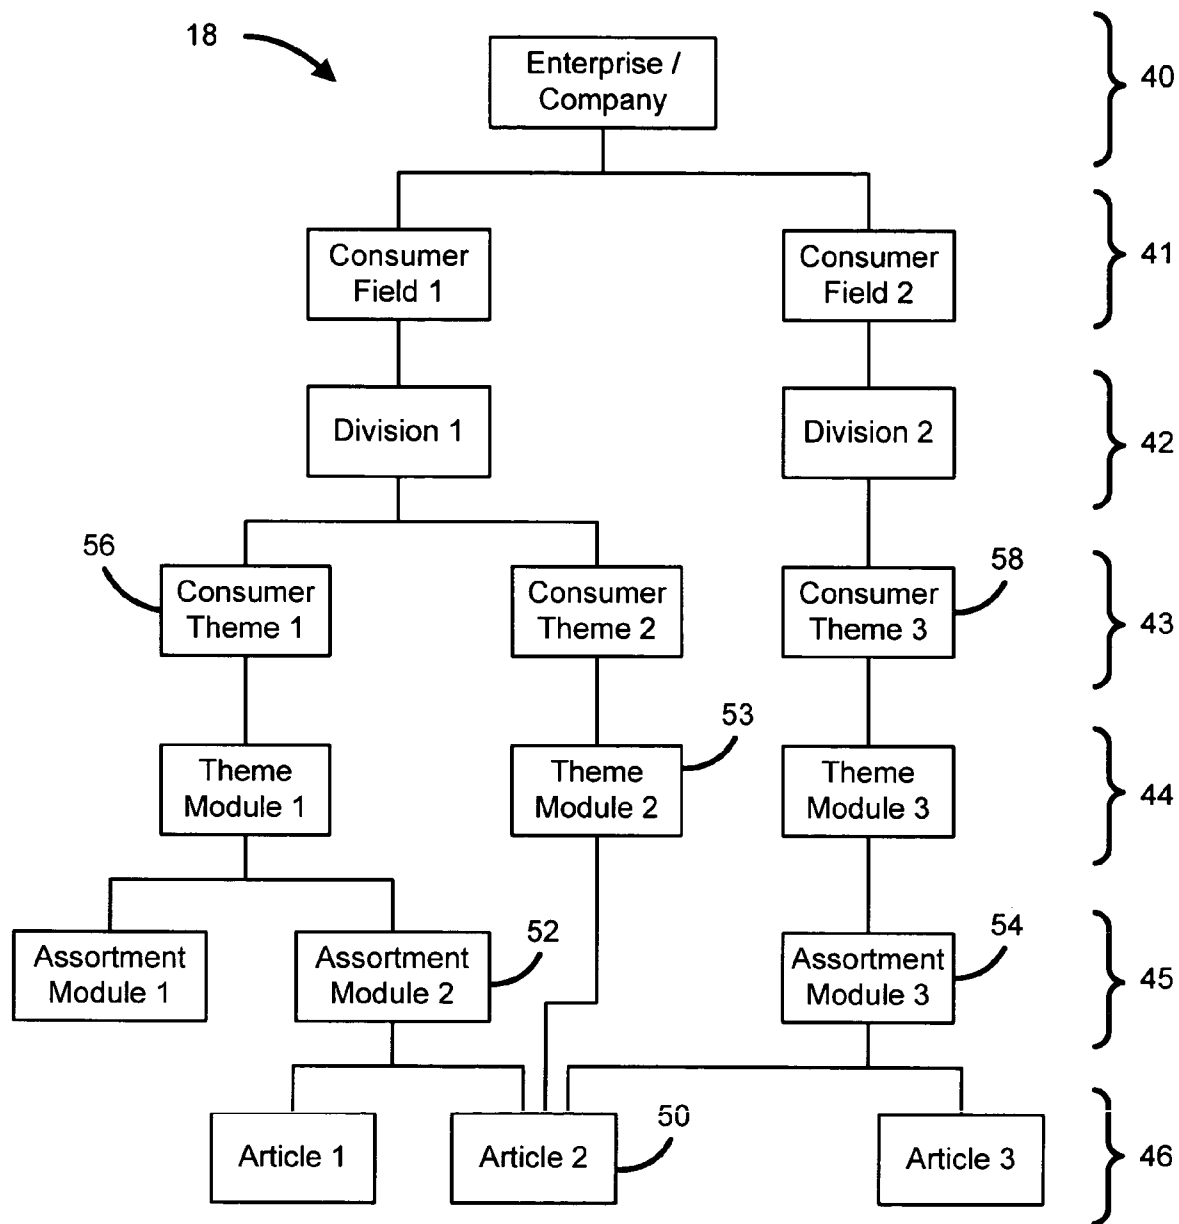 18
Enterprise /
Company
40
Consumer
Field 1
Consumer
Field 2
41
Division 1
Division 2
42
56
Consumer
Theme 1
Consumer
Theme 2
Consumer
Theme 3
58
43
53
Theme
Module 1
Theme
Module 2
Theme
Module 3
44
Assortment
Module 1
Assortment
Module 2
52
Assortment
Module 3
54
45
Article 1
Article 2
50
Article 3
46